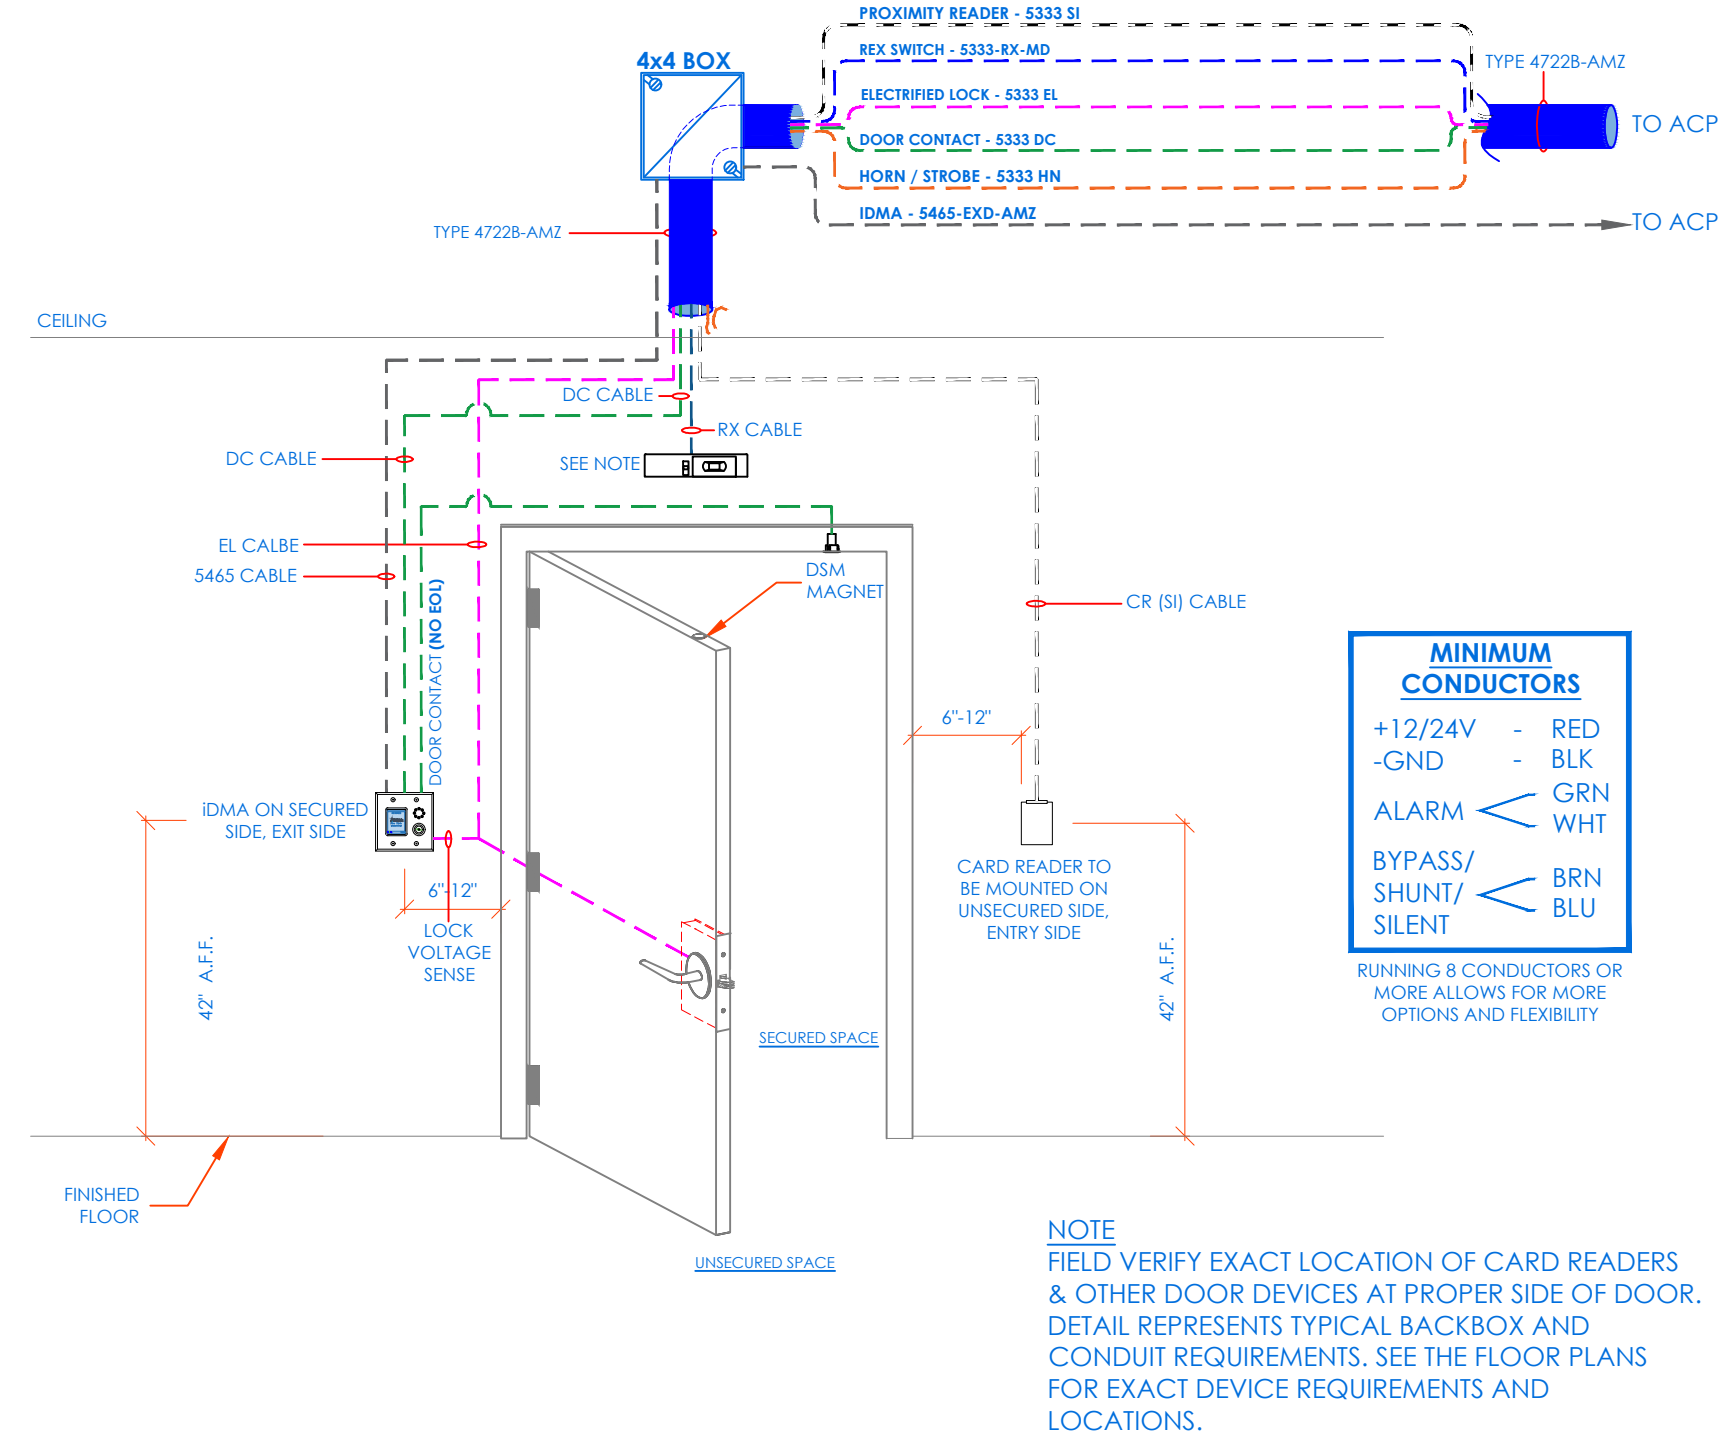 PROXIMITY READER - 5333 SI
REX SWITCH - 5333-RX-MD
4x4 BOX
TYPE 4722B-AMZ
ELECTRIFIED LOCK - 5333 EL
TO ACP
DOOR CONTACT - 5333 DC
HORN / STROBE - 5333 HN
IDMA - 5465-EXD-AMZ
TO ACP
TYPE 4722B-AMZ
CEILING
DC CABLE
RX CABLE
DC CABLE
SEE NOTE
EL CALBE
5465 CABLE
DOOR CONTACT (NO EOL)
DSM
MAGNET
CR (SI) CABLE
6"-12"
iDMA ON SECURED
SIDE, EXIT SIDE
6"-12"
LOCK
VOLTAGE
SENSE
42" A.F.F.
CARD READER TO
BE MOUNTED ON
UNSECURED SIDE,
ENTRY SIDE
42" A.F.F.
SECURED SPACE
MINIMUM
CONDUCTORS
+12/24V - RED
-GND - BLK
ALARM GRN
WHT
BYPASS/
SHUNT/
SILENT
BRN
BLU
RUNNING 8 CONDUCTORS OR
MORE ALLOWS FOR MORE
OPTIONS AND FLEXIBILITY
FINISHED
FLOOR
UNSECURED SPACE
NOTE
FIELD VERIFY EXACT LOCATION OF CARD READERS
& OTHER DOOR DEVICES AT PROPER SIDE OF DOOR.
DETAIL REPRESENTS TYPICAL BACKBOX AND
CONDUIT REQUIREMENTS. SEE THE FLOOR PLANS
FOR EXACT DEVICE REQUIREMENTS AND
LOCATIONS.